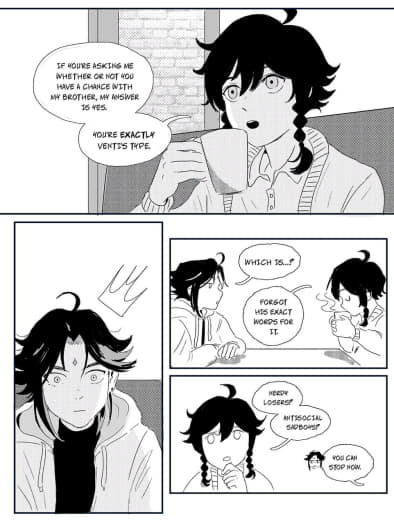 IF YOU'RE ASKING ME
WHETHER OR NOT YOU
HAVE A CHANCE WITH
MY BROTHER, MY ANSWER
IS YES.
YOU'RE EXACTLY
VENTI'S TYPE.
WHICH IS...?
FORGOT
HIS EXACT
WORDS FOR
IT.
NERDY
LOSERS?
ANTISOCIAL
SADBOYS?
YOU CAN
STOP NOW.